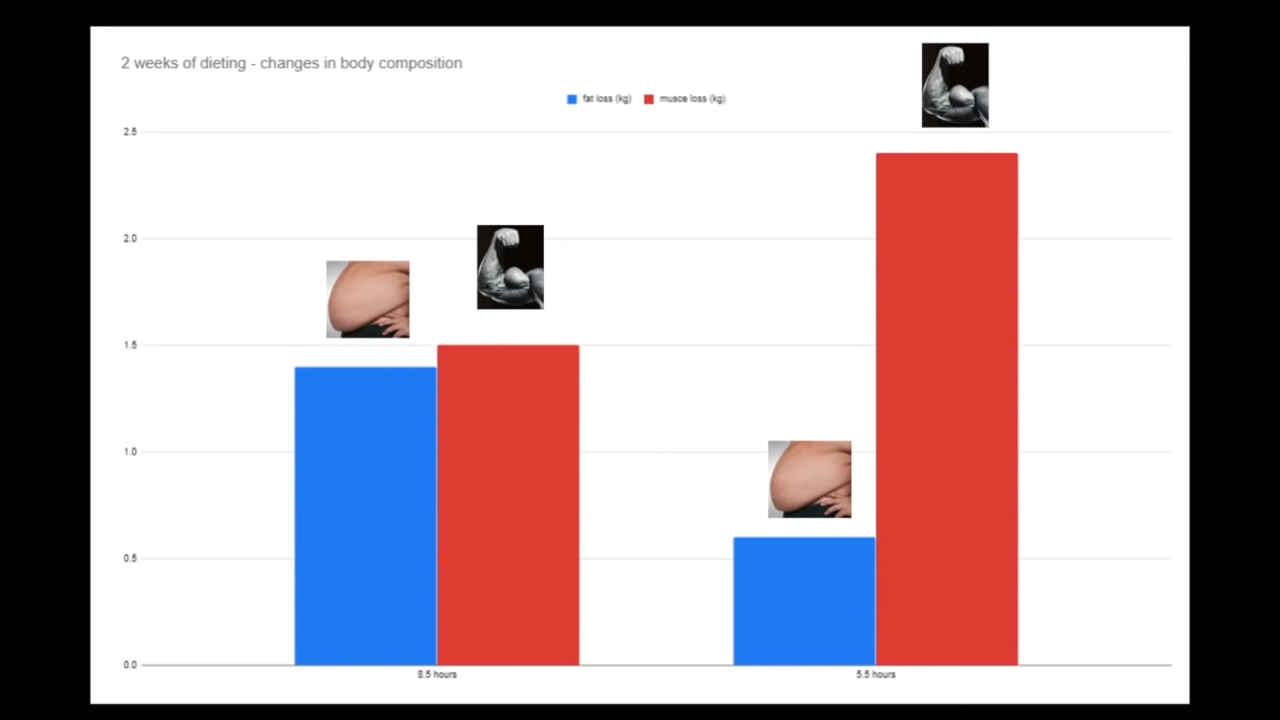 2 weeks of dieting - changes in body composition
fat loss (kg) musce loss (kg)
2.5
2.0
1.5
1.0
0.5
0.0
8.5 hours 5.5 hours